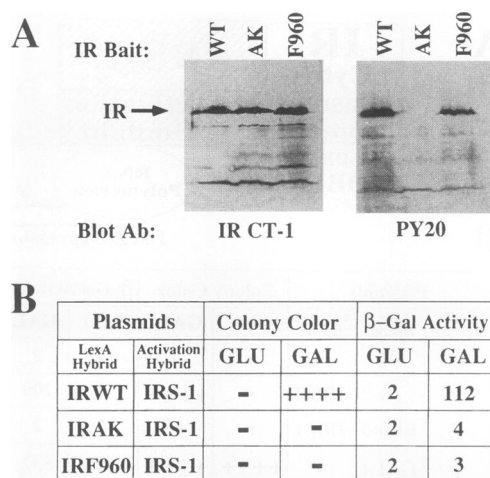 A
IR Bait:
WT AK F960 WT AK F960
IR
Blot Ab: IR CT-1 PY20
B
Plasmids Colony Color β-Gal Activity
LexA Hybrid Activation Hybrid GLU GAL GLU GAL
IRWT IRS-1 - ++++ 2 112
IRAK IRS-1 - - 2 4
IRF960 IRS-1 - - 2 3